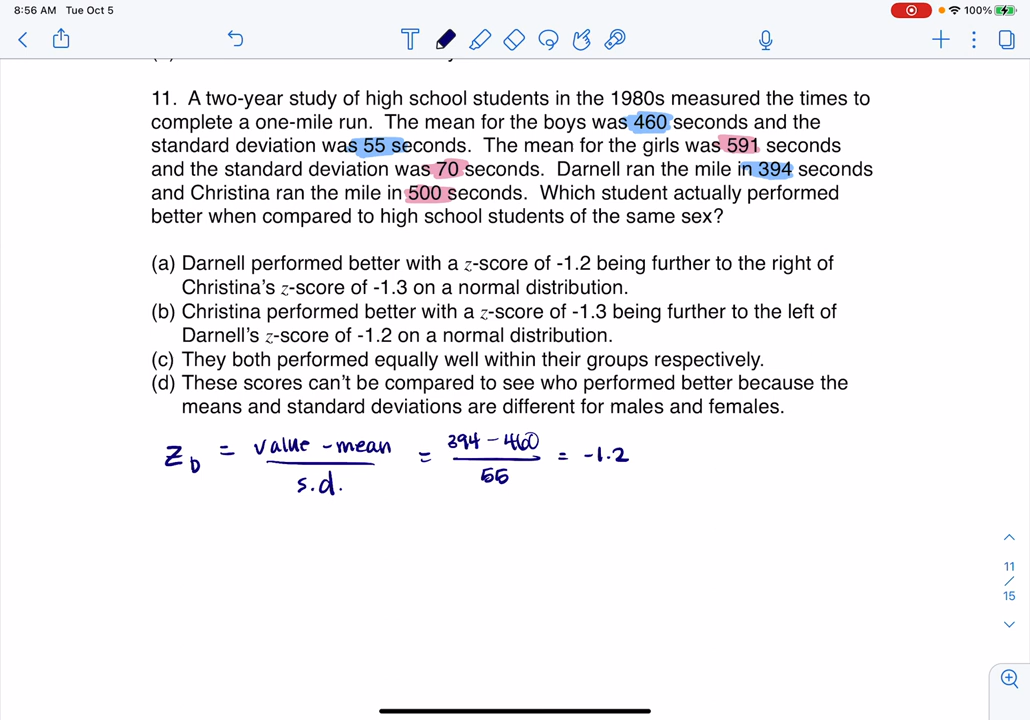 8:56 AM Tue Oct 5
100%
11. A two-year study of high school students in the 1980s measured the times to
complete a one-mile run. The mean for the boys was 460 seconds and the
standard deviation was 55 seconds. The mean for the girls was 591 seconds
and the standard deviation was 70 seconds. Darnell ran the mile in 394 seconds
and Christina ran the mile in 500 seconds. Which student actually performed
better when compared to high school students of the same sex?
(a) Darnell performed better with a z-score of -1.2 being further to the right of
Christina's z-score of -1.3 on a normal distribution.
(b) Christina performed better with a z-score of -1.3 being further to the left of
Darnell's z-score of -1.2 on a normal distribution.
(c) They both performed equally well within their groups respectively.
(d) These scores can't be compared to see who performed better because the
means and standard deviations are different for males and females.
Z_D = value - mean / s.d. = 394 - 460 / 55 = -1.2
11
/
15